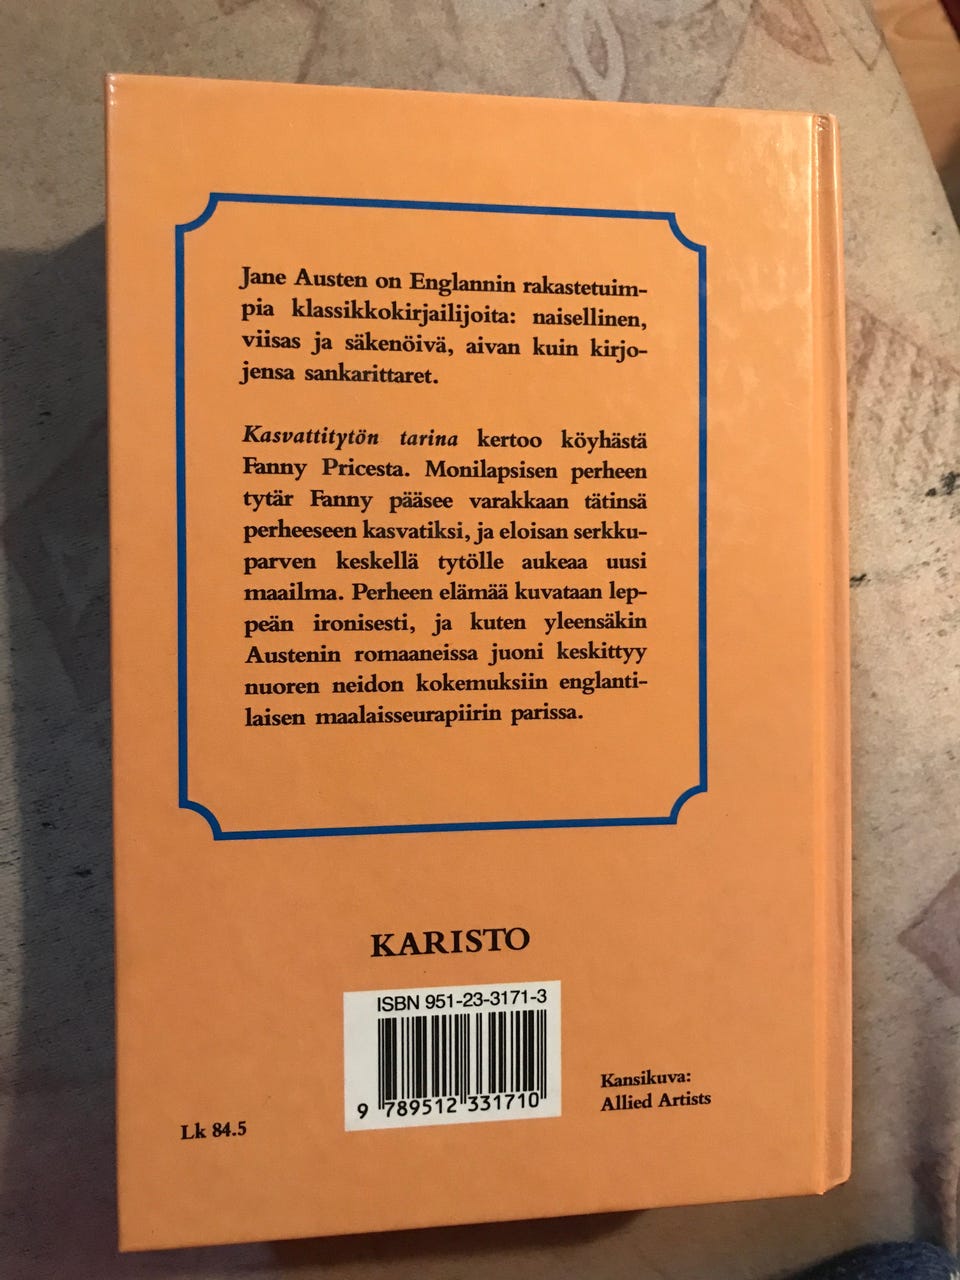 Jane Austen on Englannin rakastetuim-
pia klassikkokirjailijoita: naisellinen,
viisas ja säkenöivä, aivan kuin kirjo-
jensa sankarittaret.
Kasvattitytön tarina kertoo köyhästä
Fanny Pricesta. Monilapsisen perheen
tytär Fanny pääsee varakkaan tätinsä
perheeseen kasvatiksi, ja eloisan serkku-
parven keskellä tytölle aukeaa uusi
maailma. Perheen elämää kuvataan lep-
peän ironisesti, ja kuten yleensäkin
Austenin romaaneissa juoni keskittyy
nuoren neidon kokemuksiin englanti-
laisen maalaisseurapiirin parissa.
KARISTO
ISBN 951-23-3171-3
9 789512 331710
Kansikuva:
Allied Artists
Lk 84.5